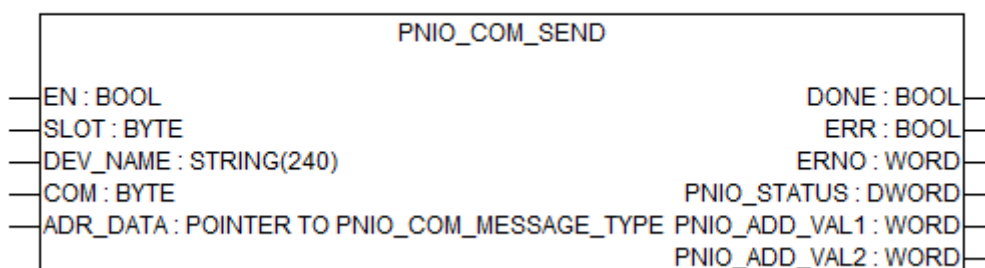 PNIO_COM_SEND
EN : BOOL DONE : BOOL
SLOT : BYTE ERR : BOOL
DEV_NAME : STRING(240) ERNO : WORD
COM : BYTE PNIO_STATUS : DWORD
ADR_DATA : POINTER TO PNIO_COM_MESSAGE_TYPE PNIO_ADD_VAL1 : WORD
PNIO_ADD_VAL2 : WORD